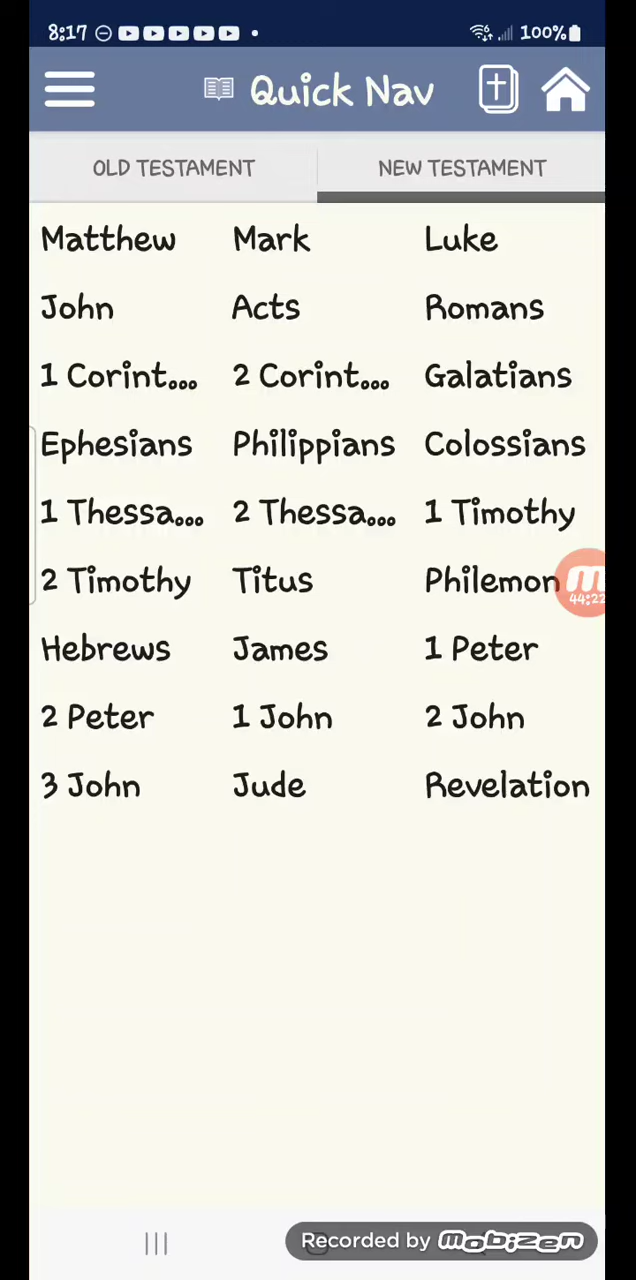 8:17 100%
Quick Nav
OLD TESTAMENT NEW TESTAMENT
Matthew Mark Luke
John Acts Romans
1 Corint... 2 Corint... Galatians
Ephesians Philippians Colossians
1 Thessa... 2 Thessa... 1 Timothy
2 Timothy Titus Philemon
44:22
Hebrews James 1 Peter
2 Peter 1 John 2 John
3 John Jude Revelation
Recorded by mobizen